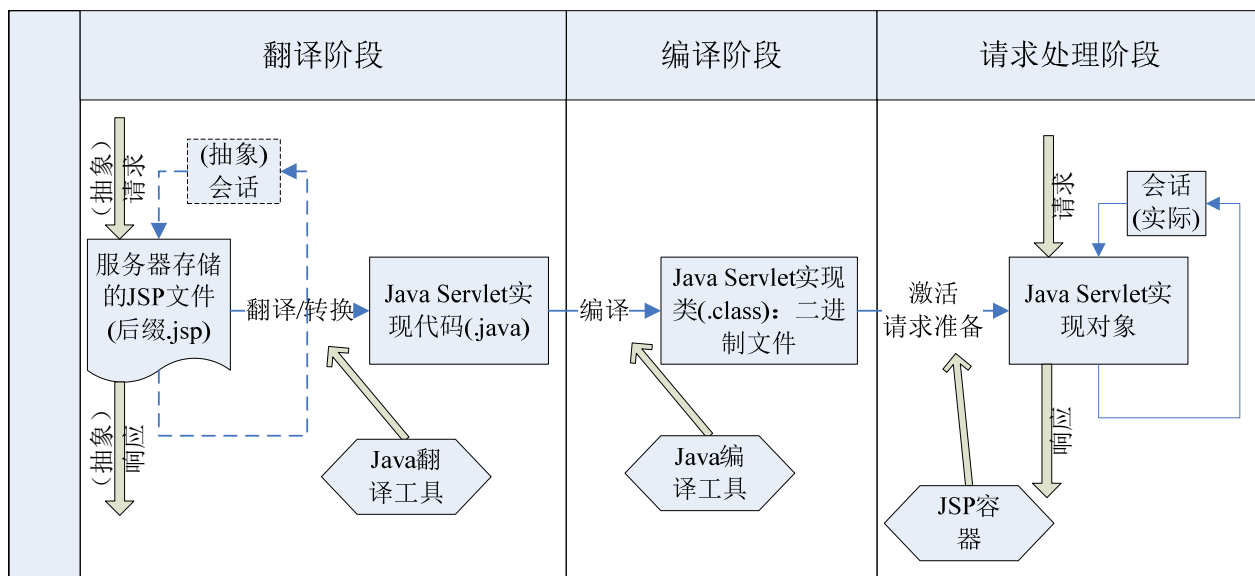 翻译阶段
编译阶段
请求处理阶段
(抽象)
请求
(抽象)
会话
服务器存储
的JSP文件
(后缀.jsp)
翻译/转换
Java Servlet实
现代码(.java)
编译
Java Servlet实现
类(.class)：二进
制文件
激活
请求准备
请求
会话
(实际)
Java Servlet实
现对象
(抽象)
响应
Java翻
译工具
Java编
译工具
响应
JSP容
器